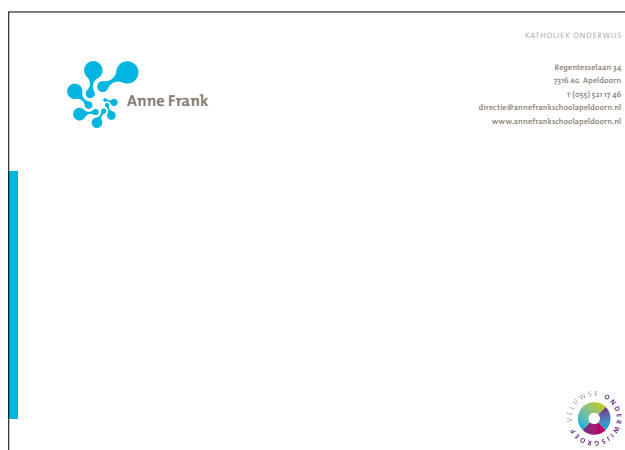 KATHOLIEK ONDERWIJS
Anne Frank
Regentesselaan 34
7316 AG Apeldoorn
T (055) 521 17 46
directie@annefrankschoolapeldoorn.nl
www.annefrankschoolapeldoorn.nl
VELUWSE ONDERWIJSGROEP